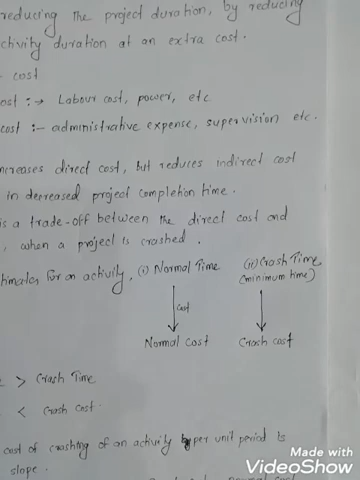 reducing the project duration, by reducing
ctivity duration at an extra cost.
cost
ost :→ Labour cost, power, etc
cost :- administrative expense, supervision etc.
ncreases direct cost, but reduces indirect cost
in decreased project completion time.
is a trade-off between the direct cost and
, when a project is crashed.
timates for an activity, (i) Normal Time (ii) Crash Time
(minimum time)
cost
Normal Cost Crash cost
> Crash Time
< Crash Cost
cost of crashing of an activity per unit period is
slope.
Made with
VideoShow